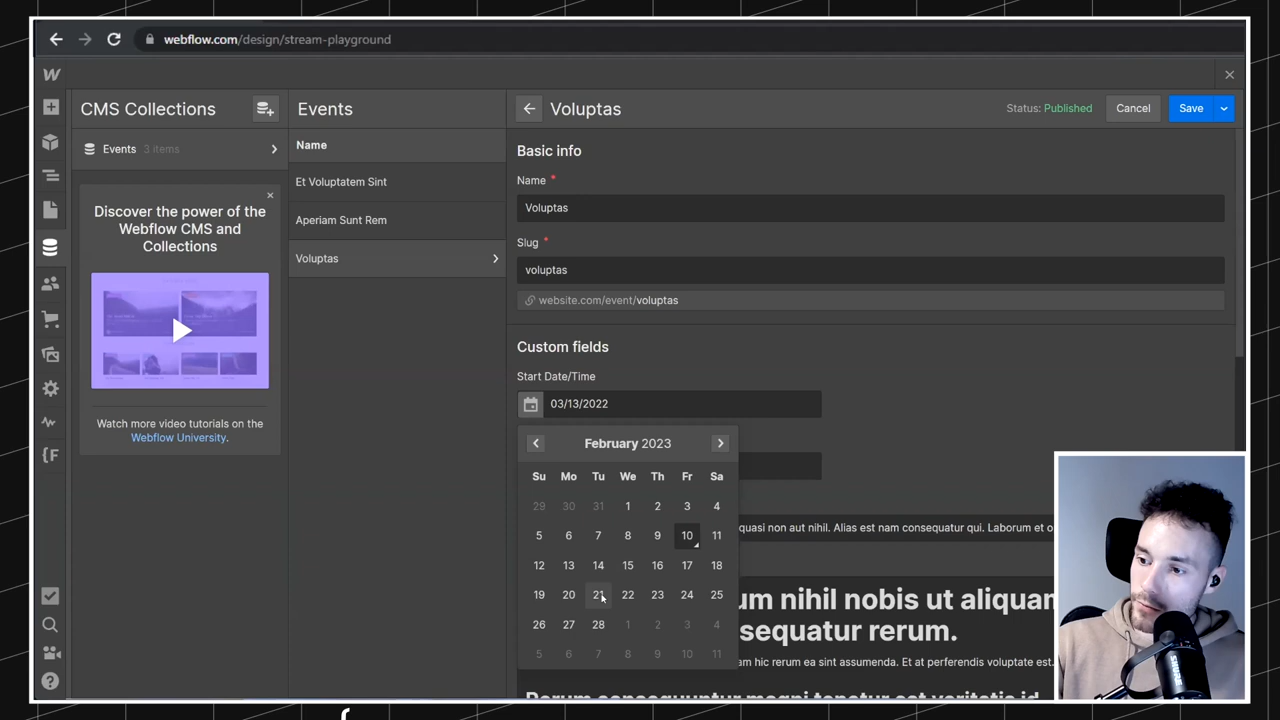 webflow.com/design/stream-playground
CMS Collections
Events 3 items
Discover the power of the
Webflow CMS and
Collections
Watch more video tutorials on the
Webflow University.
Events
Name
Et Voluptatem Sint
Aperiam Sunt Rem
Voluptas
Voluptas
Status: Published
Cancel
Save
Basic info
Name *
Voluptas
Slug *
voluptas
website.com/event/voluptas
Custom fields
Start Date/Time
03/13/2022
February 2023
Su Mo Tu We Th Fr Sa
29 30 31 1 2 3 4
5 6 7 8 9 10 11
12 13 14 15 16 17 18
19 20 21 22 23 24 25
26 27 28 1 2 3 4
5 6 7 8 9 10 11
quasi non aut nihil. Alias est nam consequatur qui. Laborum et o
um nihil nobis ut aliquam
sequatur rerum.
am hic rerum ea sint assumenda. Et at perferendis voluptate est.